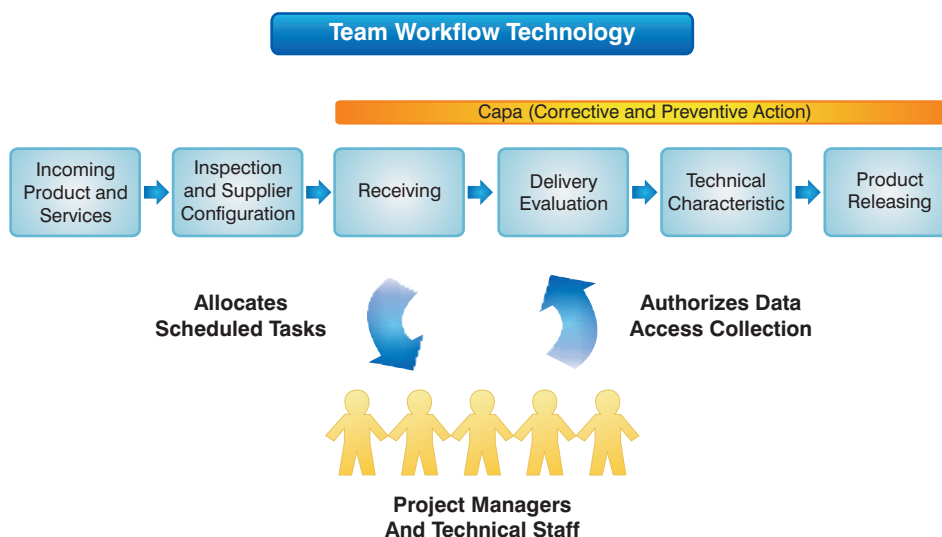 Team Workflow Technology
Capa (Corrective and Preventive Action)
Incoming
Product and
Services
Inspection
and Supplier
Configuration
Receiving
Delivery
Evaluation
Technical
Characteristic
Product
Releasing
Allocates
Scheduled Tasks
Authorizes Data
Access Collection
Project Managers
And Technical Staff